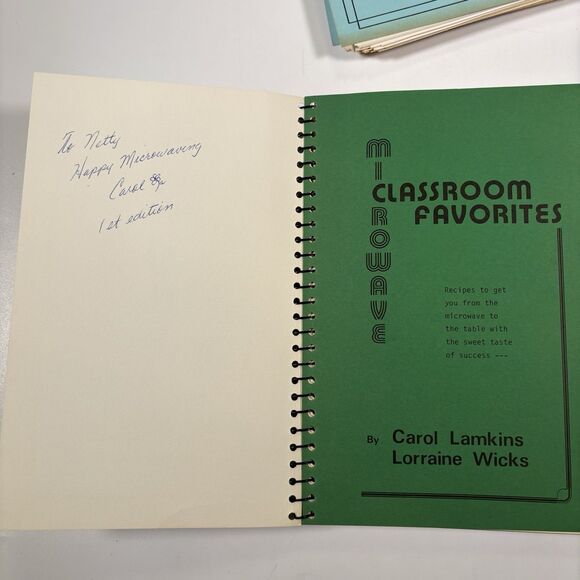 To Nitty
Happy Microwaving
Carol
1st edition
MICROWAVE
CLASSROOM
FAVORITES
Recipes to get
you from the
microwave to
the table with
the sweet taste
of success ---
By Carol Lamkins
Lorraine Wicks